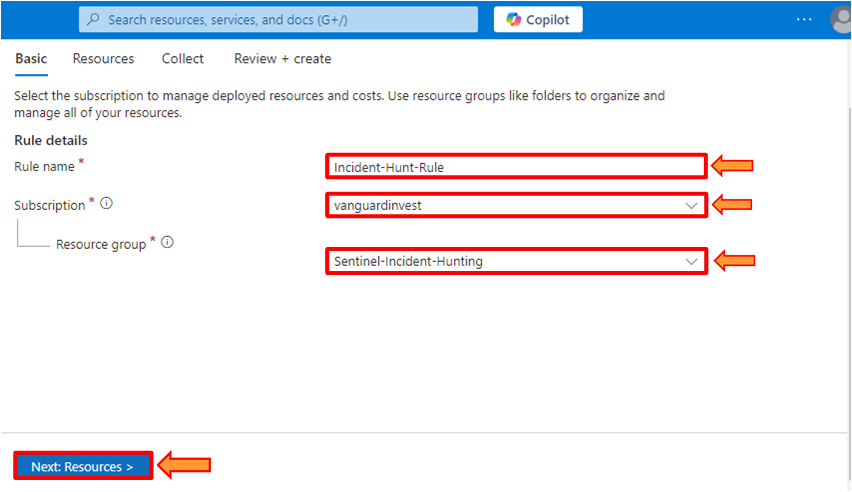 Search resources, services, and docs (G+/)
Copilot
...
Basic Resources Collect Review + create
Select the subscription to manage deployed resources and costs. Use resource groups like folders to organize and
manage all of your resources.
Rule details
Rule name * Incident-Hunt-Rule
Subscription * vanguardinvest
Resource group *
Sentinel-Incident-Hunting
Next: Resources >